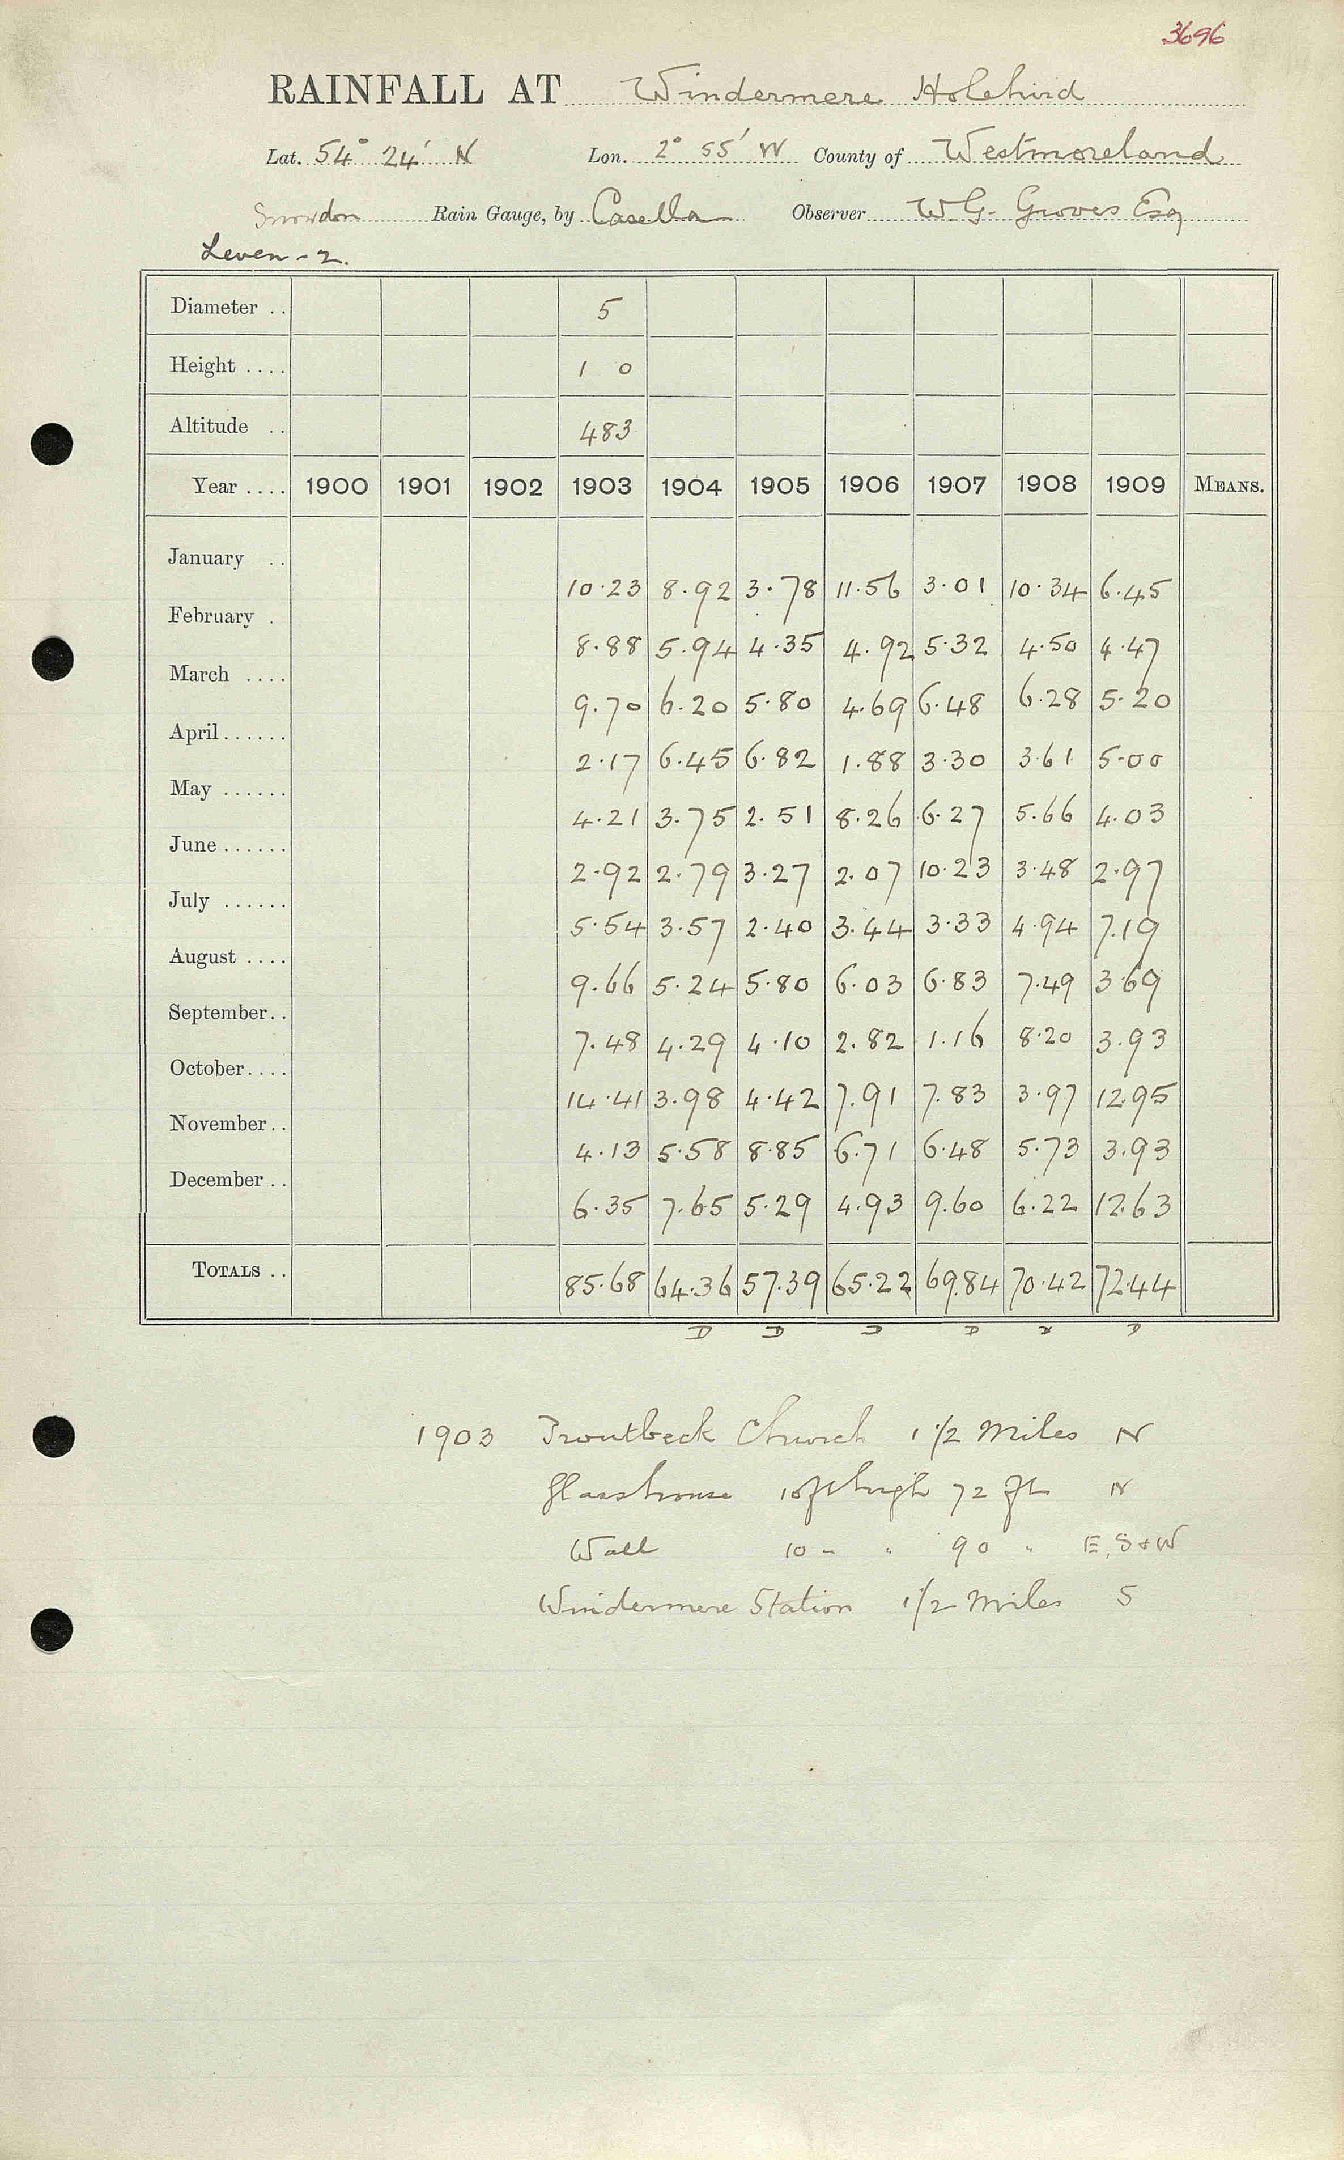 3696
RAINFALL AT Windermere Holehird
Lat. 54° 24' N Lon. 2° 55' W County of Westmoreland
Snowdon Rain Gauge, by Casella Observer W G. Groves Esq
Leven - 2.
Diameter .. 5
Height .... 1 0
Altitude .. 483
Year .... 1900 1901 1902 1903 1904 1905 1906 1907 1908 1909 MEANS.
January .. 10.23 8.92 3.78 11.56 3.01 10.34 6.45
February . 8.88 5.94 4.35 4.92 5.32 4.50 4.47
March .... 9.70 6.20 5.80 4.69 6.48 6.28 5.20
April...... 2.17 6.45 6.82 1.88 3.30 3.61 5.00
May ...... 4.21 3.75 2.51 8.26 6.27 5.66 4.03
June ...... 2.92 2.79 3.27 2.07 10.23 3.48 2.97
July ...... 5.54 3.57 2.40 3.44 3.33 4.94 7.19
August .... 9.66 5.24 5.80 6.03 6.83 7.49 3.69
September.. 7.48 4.29 4.10 2.82 1.16 8.20 3.93
October.... 14.41 3.98 4.42 7.91 7.83 3.97 12.95
November.. 4.13 5.58 8.85 6.71 6.48 5.73 3.93
December .. 6.35 7.65 5.29 4.93 9.60 6.22 12.63
TOTALS .. 85.68 64.36 57.39 65.22 69.84 70.42 72.44
D D D D D
1903 Troutbeck Church 1 1/2 Miles N
Glasshouse 10ft high 72 ft N
Wall 10 " " 90 " E, S & W
Windermere Station 1 1/2 Miles S